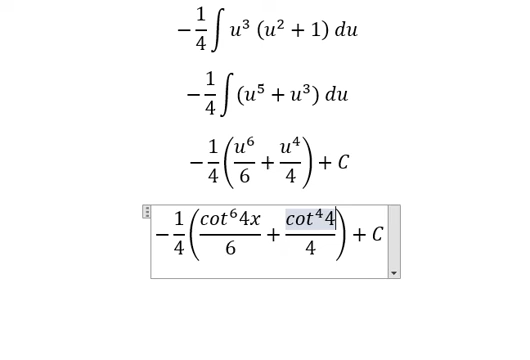 −1/4 ∫ u³ (u² + 1) du
−1/4 ∫ (u⁵ + u³) du
−1/4 (u⁶/6 + u⁴/4) + C
−1/4 (cot⁶4x/6 + cot⁴4/4) + C